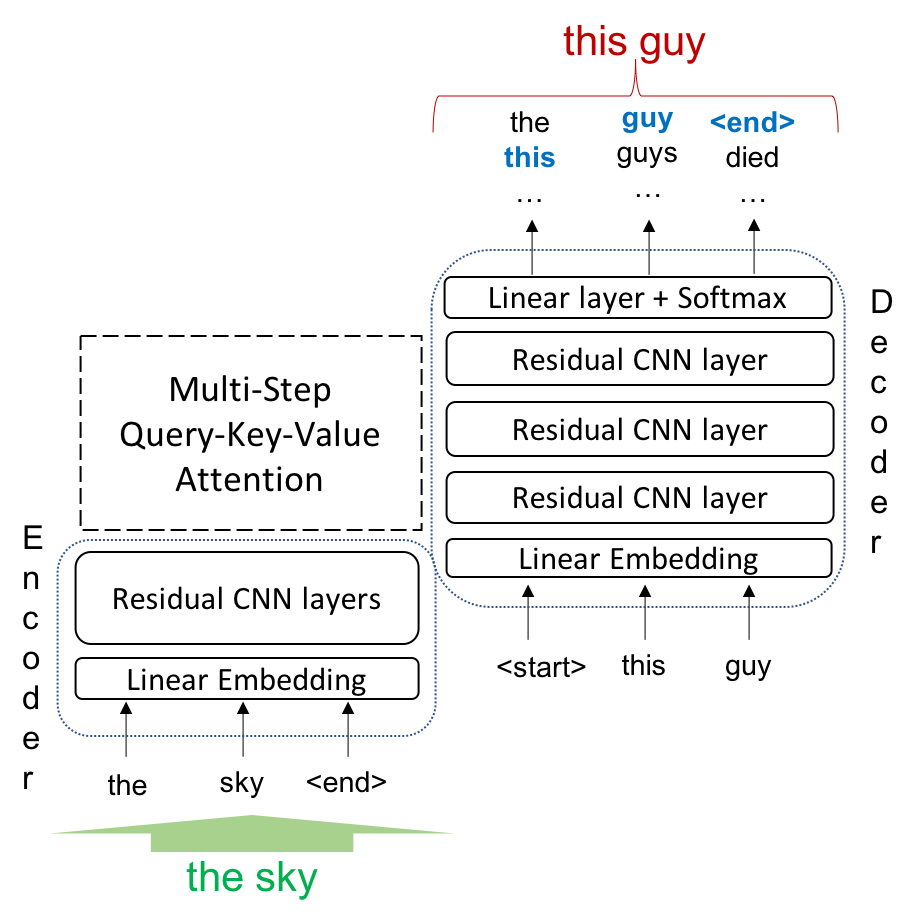 this guy
the guy <end>
this guys died
... ... ...
Linear layer + Softmax
Residual CNN layer
Residual CNN layer
Residual CNN layer
Linear Embedding
<start> this guy
Decoder
Multi-Step
Query-Key-Value
Attention
Encoder
Residual CNN layers
Linear Embedding
the sky <end>
the sky